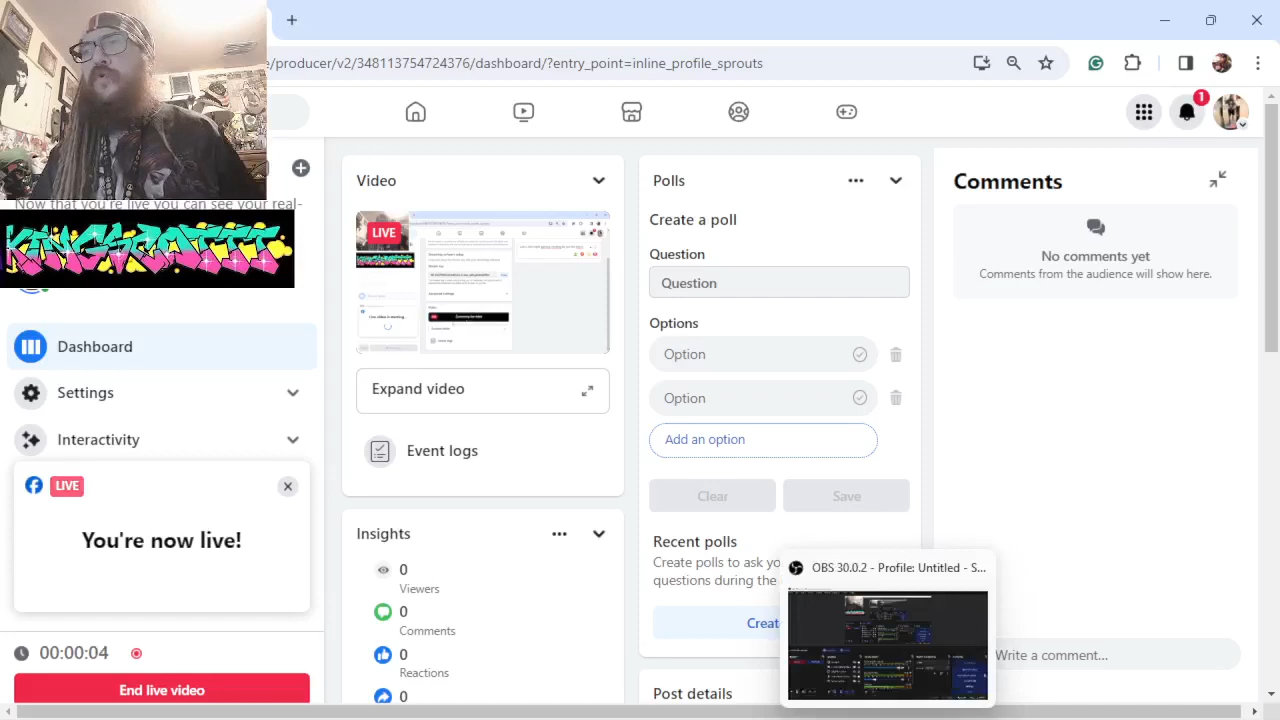 e/producer/v2/348113754724376/dashboard/?entry_point=inline_profile_sprouts
1
Now that you're live you can see your real-
KINGSCOTT
Dashboard
Settings
Interactivity
LIVE
You're now live!
00:00:04
End live video
Video
LIVE
Expand video
Event logs
Insights
0
Viewers
0
Comments
0
Reactions
0
Polls
Create a poll
Question
Question
Options
Option
Option
Add an option
Clear
Save
Recent polls
Create polls to ask yo
questions during the
Creat
Post details
OBS 30.0.2 - Profile: Untitled - S...
Comments
No comments yet
Comments from the audience will show here.
Write a comment...